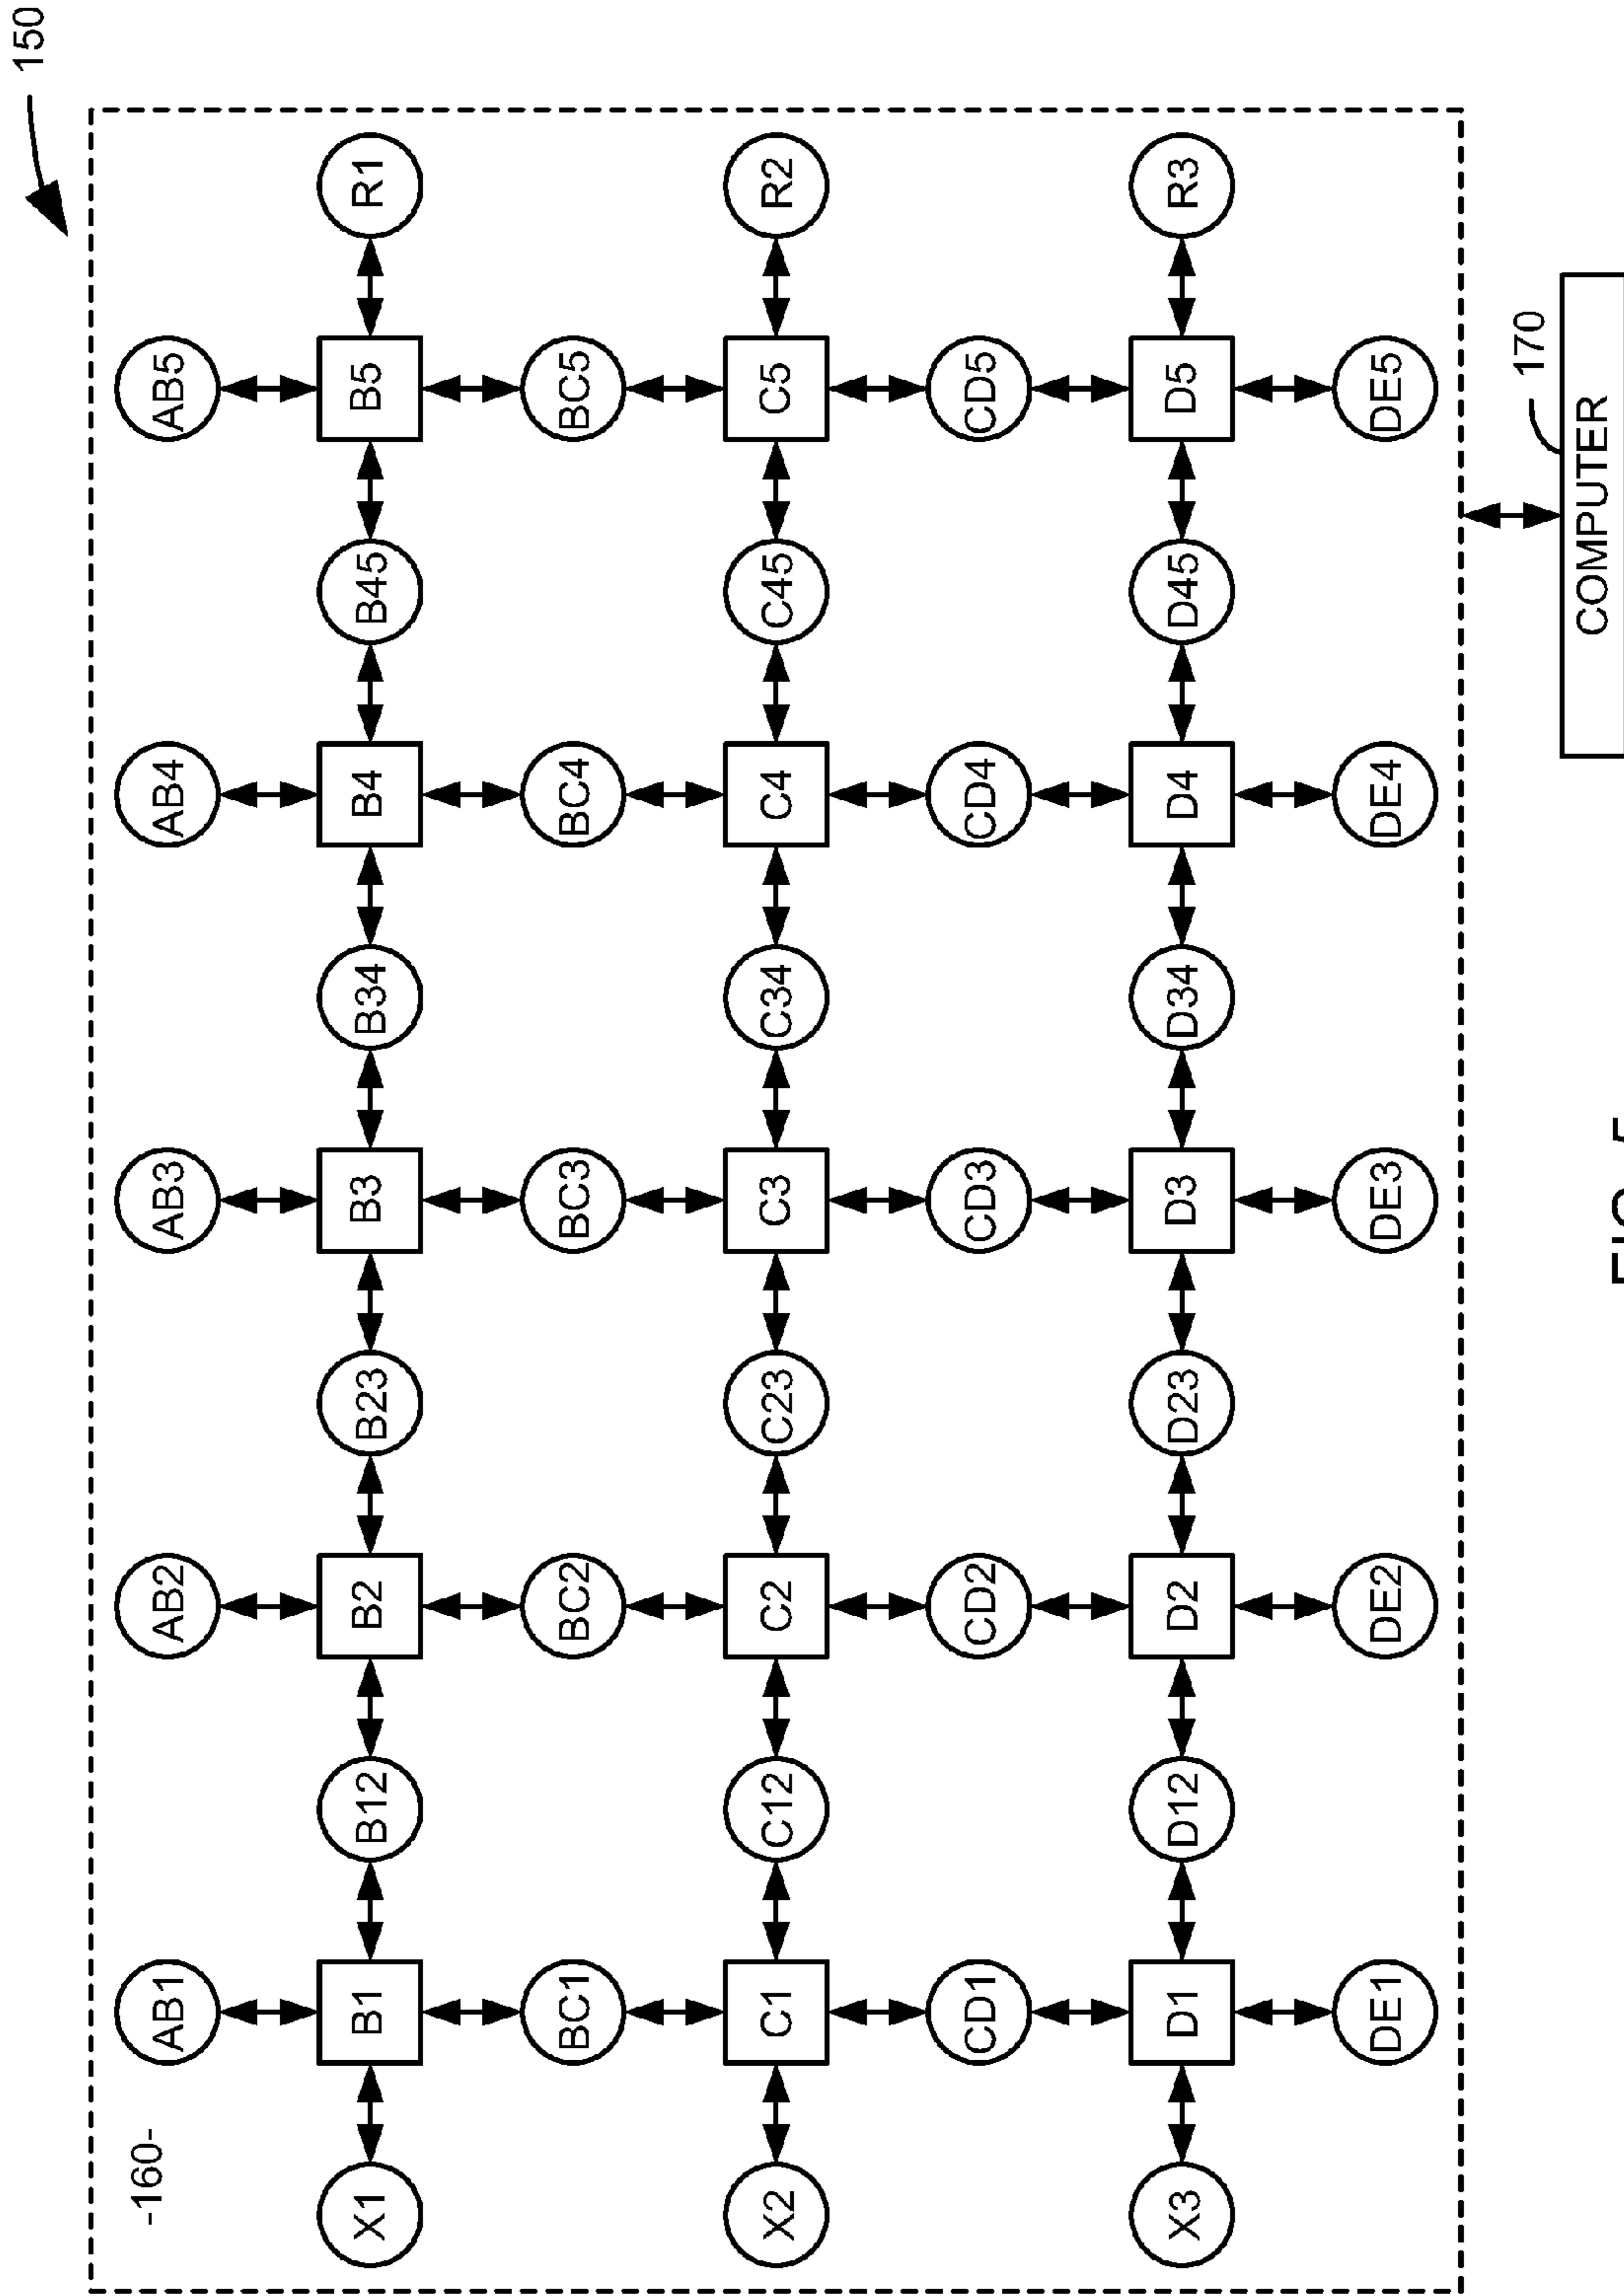 150
-160-
AB1 AB2 AB3 AB4 AB5
X1 B1 B12 B2 B23 B3 B34 B4 B45 B5 R1
BC1 BC2 BC3 BC4 BC5
X2 C1 C12 C2 C23 C3 C34 C4 C45 C5 R2
CD1 CD2 CD3 CD4 CD5
X3 D1 D12 D2 D23 D3 D34 D4 D45 D5 R3
DE1 DE2 DE3 DE4 DE5
170
COMPUTER